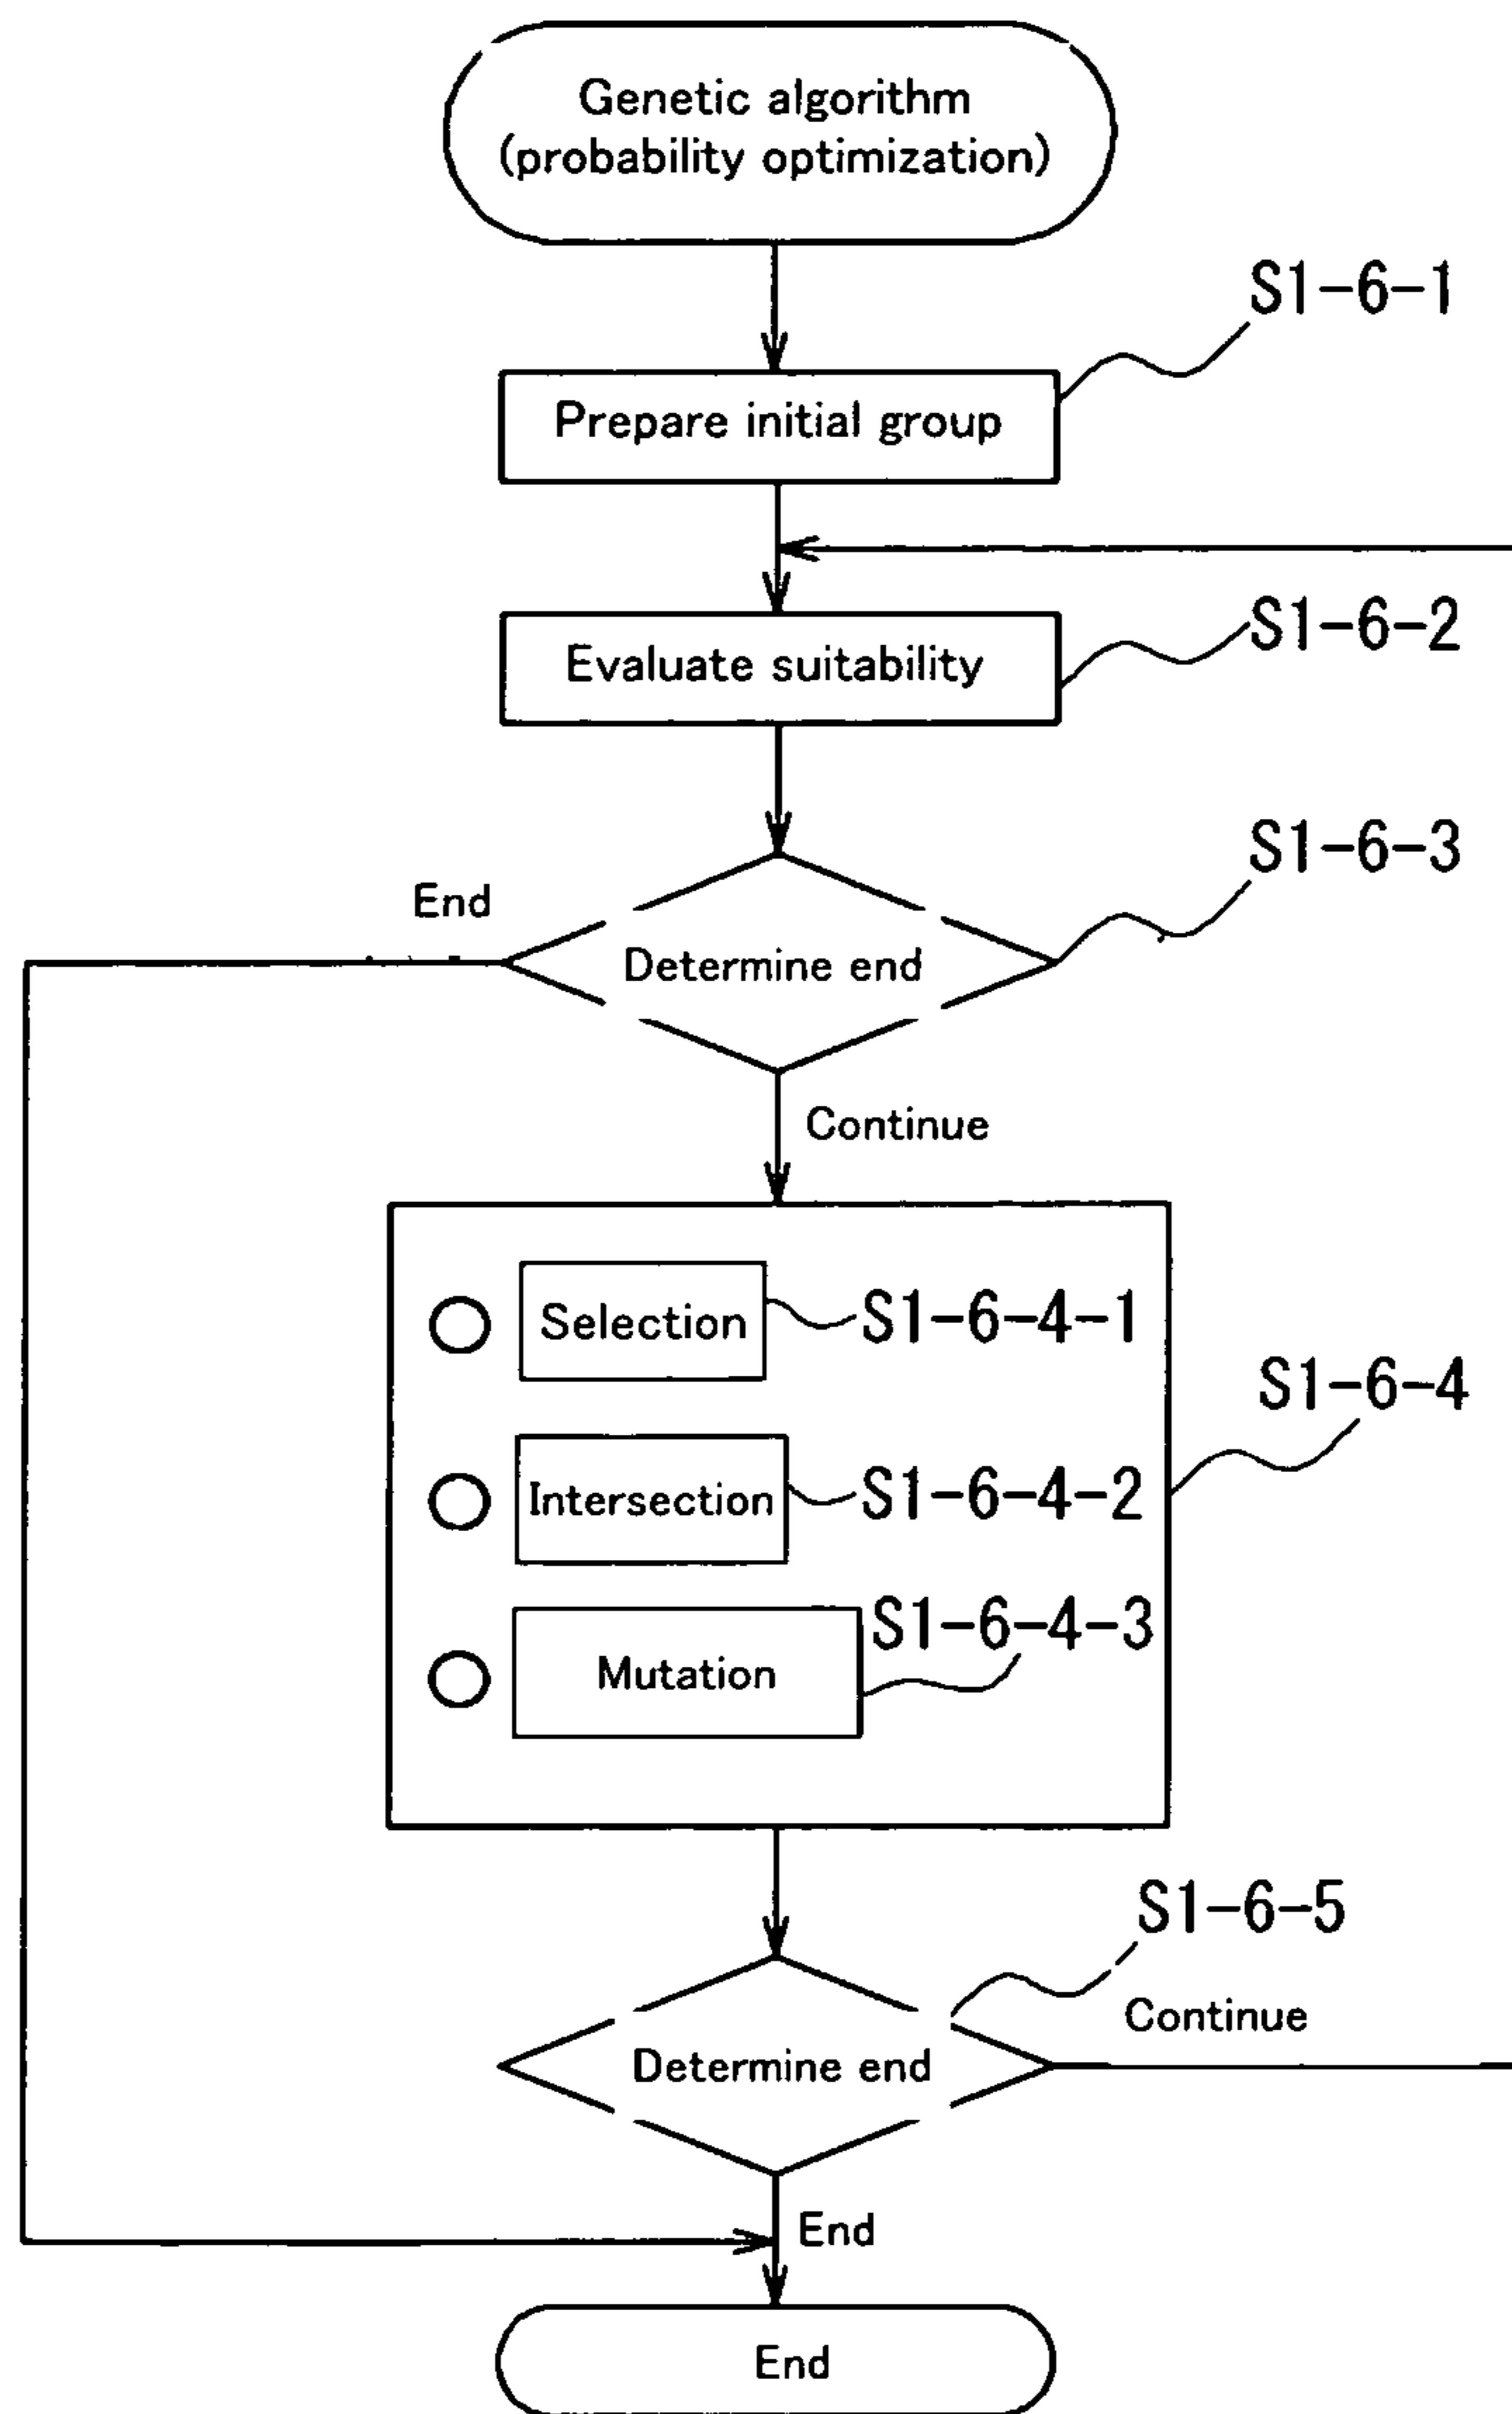 Genetic algorithm
(probability optimization)
S1-6-1
Prepare initial group
S1-6-2
Evaluate suitability
S1-6-3
End
Determine end
Continue
Selection
S1-6-4-1
S1-6-4
Intersection
S1-6-4-2
S1-6-4-3
Mutation
S1-6-5
Continue
Determine end
End
End